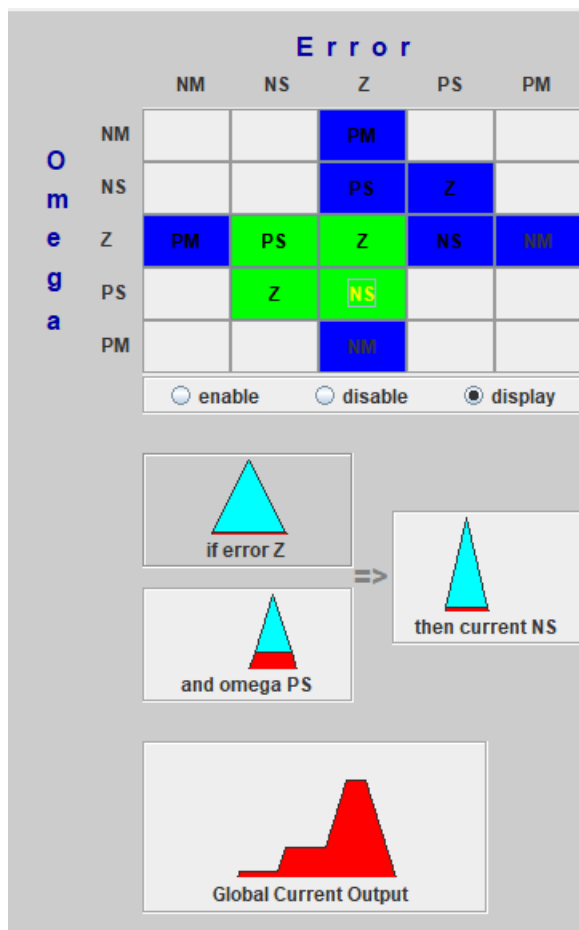 Error
NM NS Z PS PM
Omega
NM PM
NS PS Z
Z PM PS Z NS NM
PS Z NS
PM NM
enable disable display
if error Z
=>
then current NS
and omega PS
Global Current Output